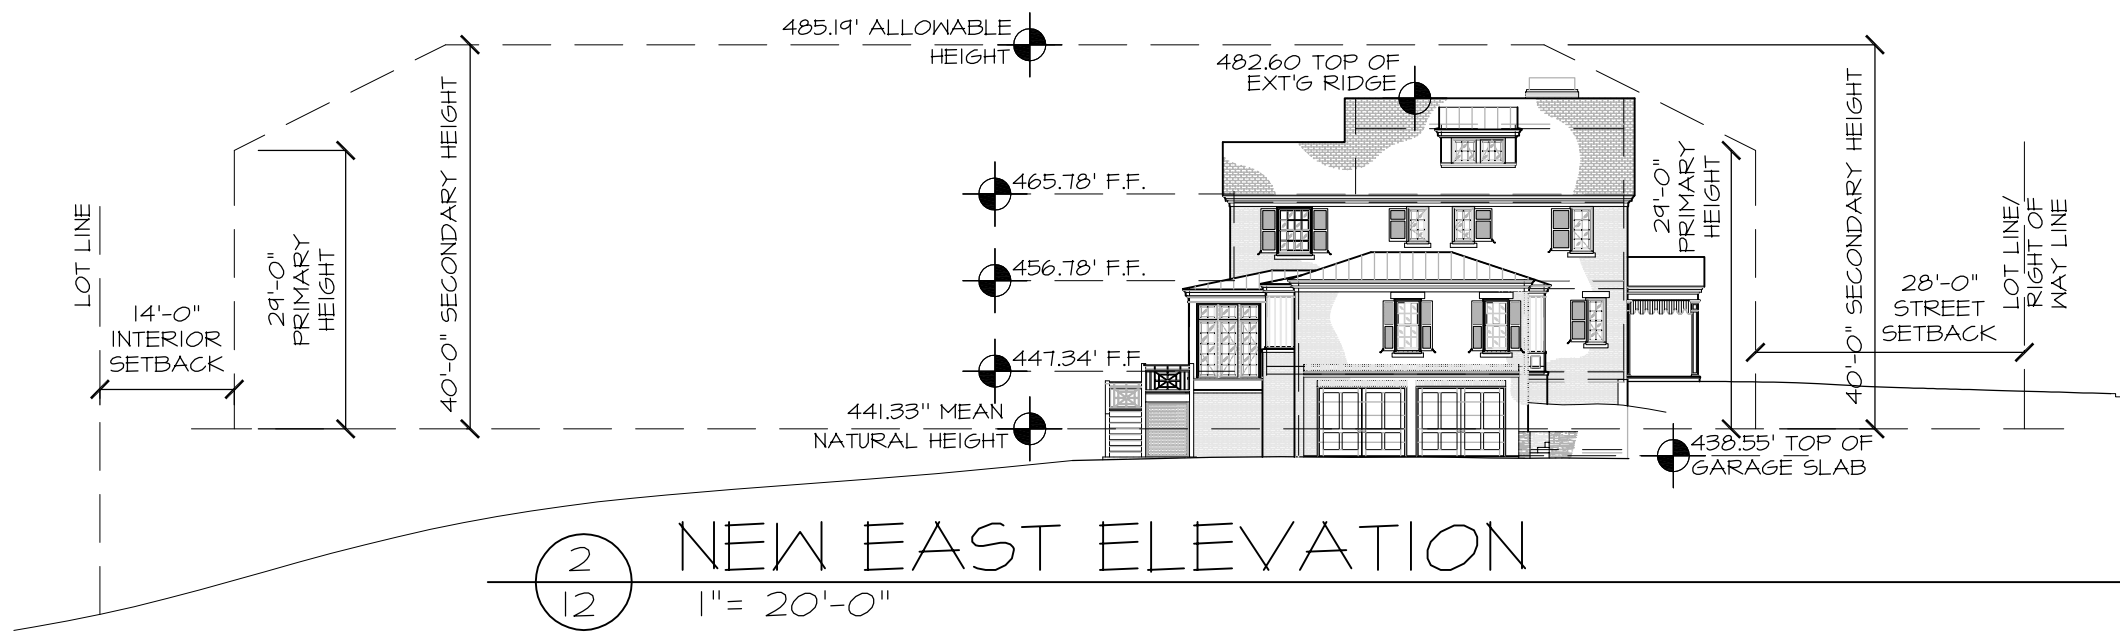 485.19' ALLOWABLE
HEIGHT
482.60 TOP OF
EXT'G RIDGE
465.78' F.F.
456.78' F.F.
447.34' F.F.
441.33" MEAN
NATURAL HEIGHT
438.55' TOP OF
GARAGE SLAB
LOT LINE
14'-0"
INTERIOR
SETBACK
29'-0"
PRIMARY
HEIGHT
40'-0" SECONDARY HEIGHT
29'-0"
PRIMARY
HEIGHT
40'-0" SECONDARY HEIGHT
28'-0"
STREET
SETBACK
LOT LINE/
RIGHT OF
WAY LINE
2
12
NEW EAST ELEVATION
1"= 20'-0"